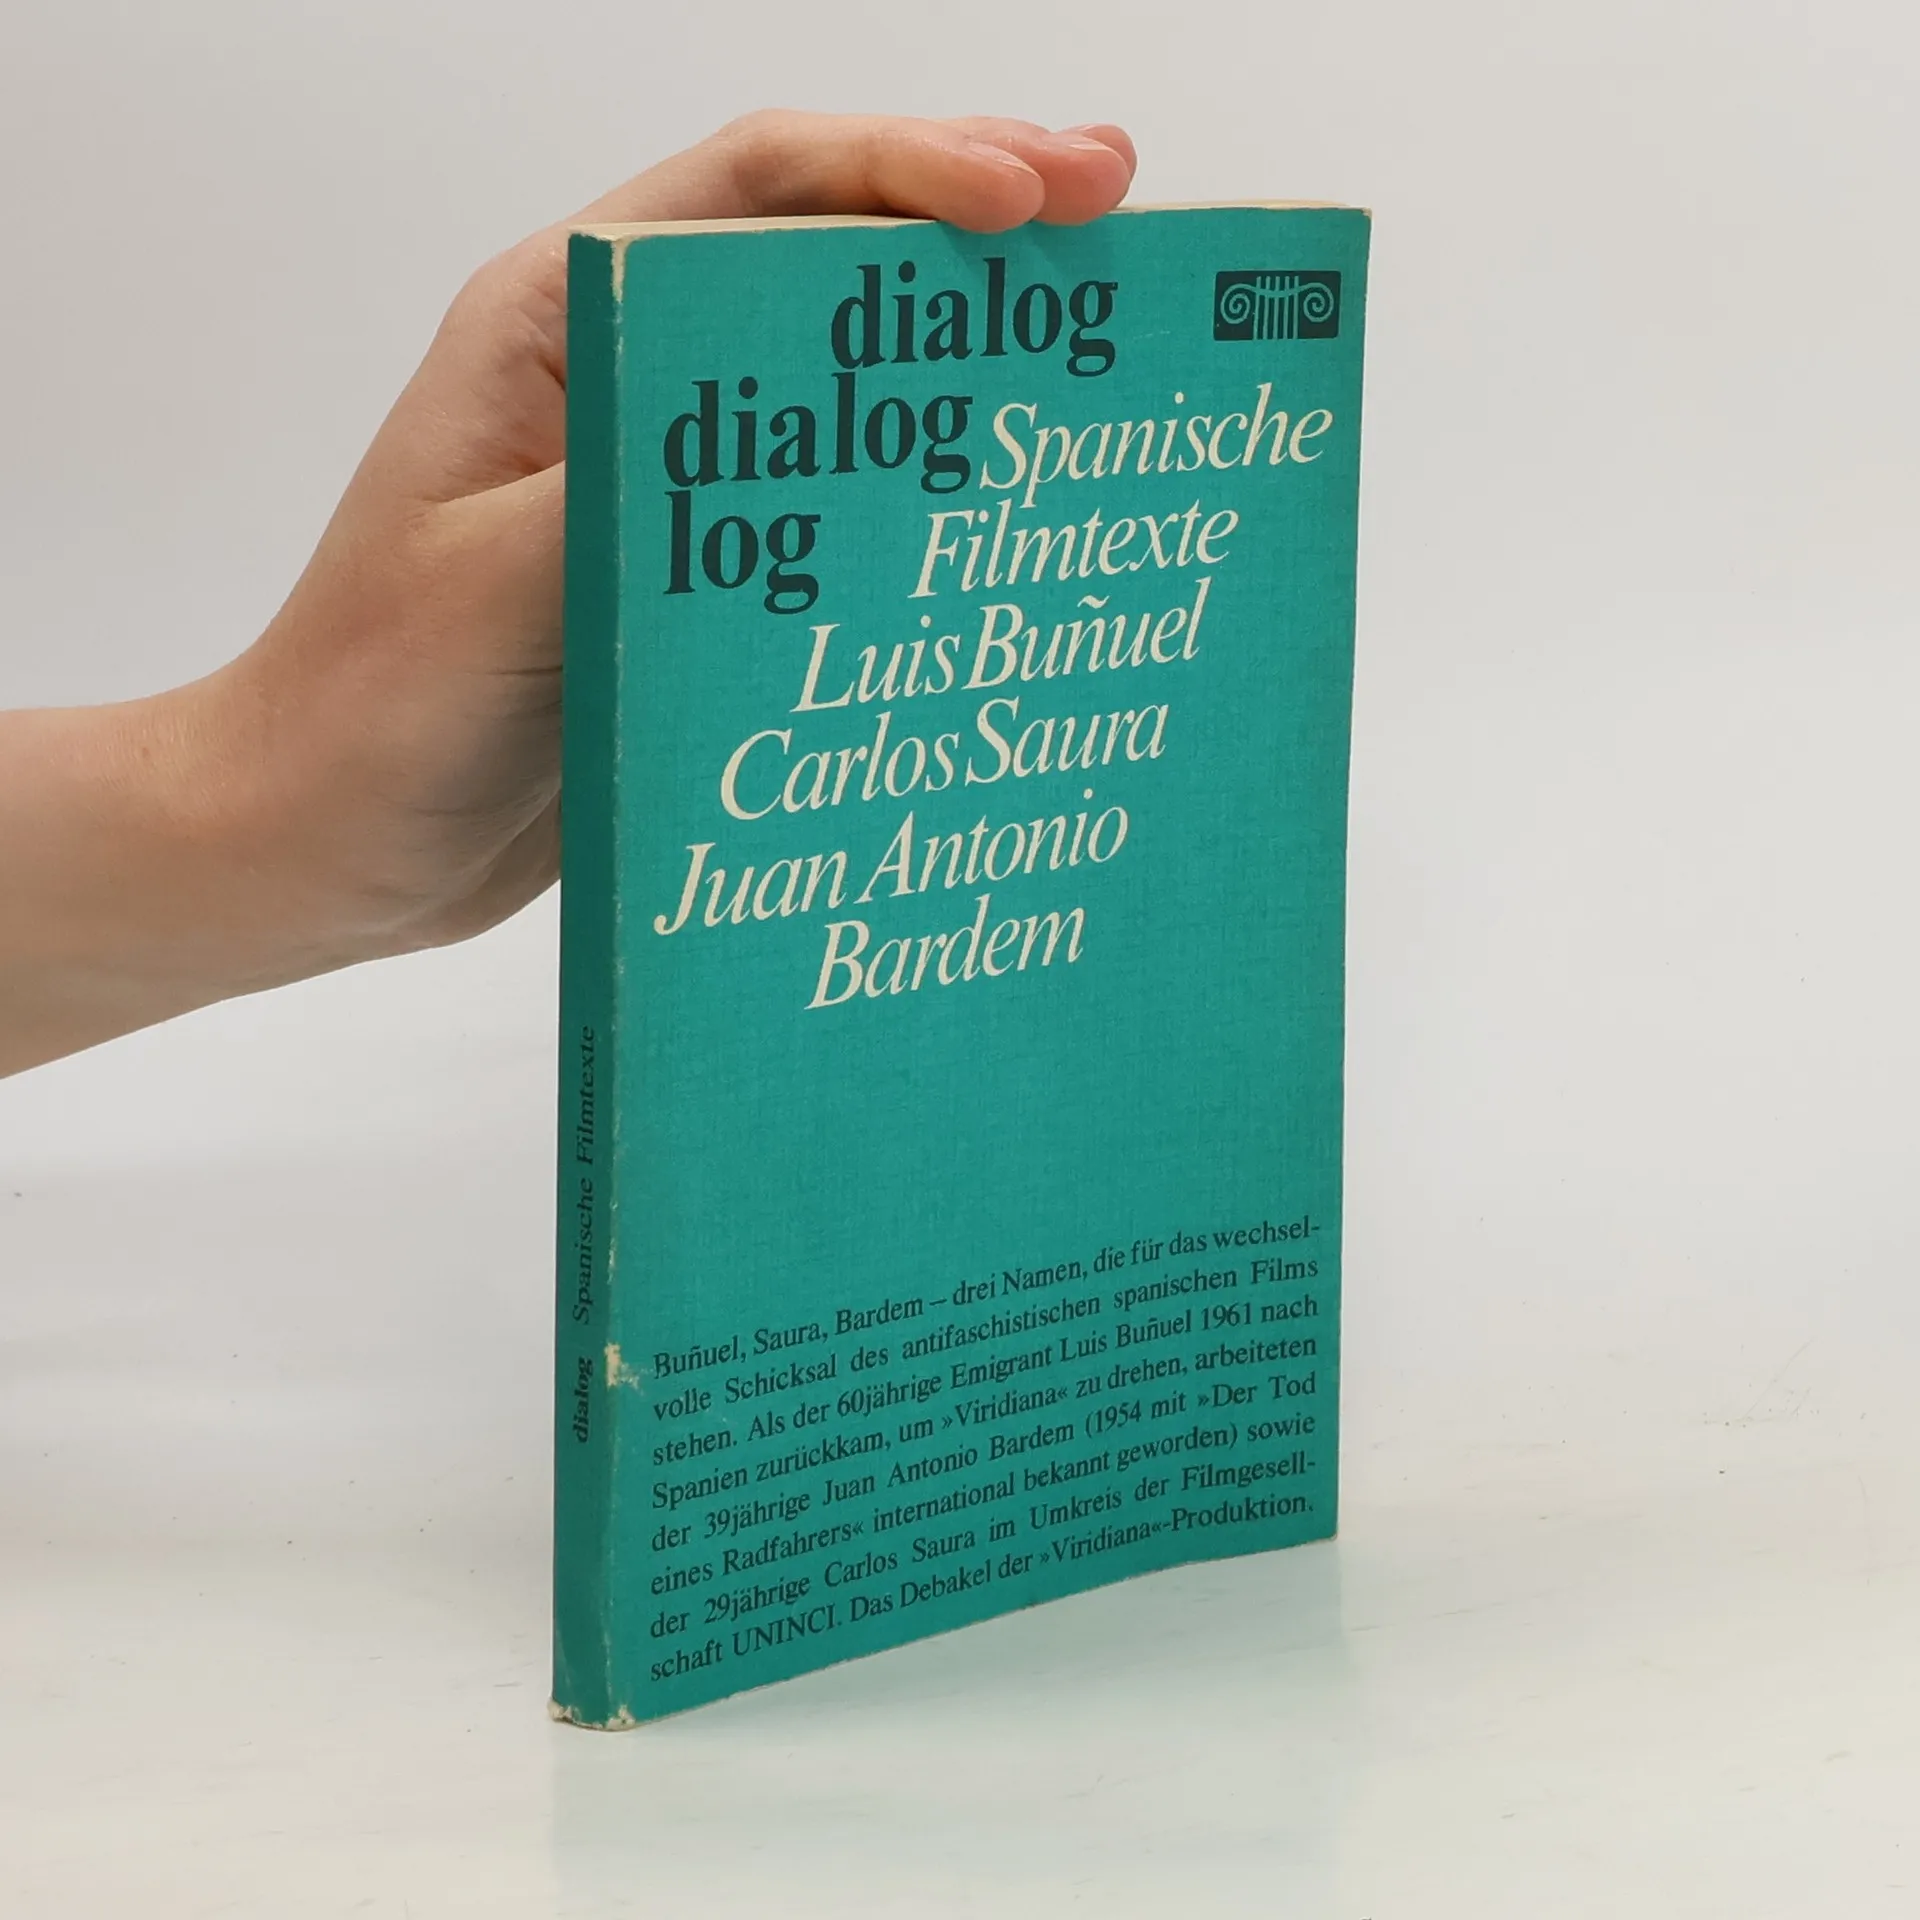 dialog
dialog
log
Spanische
Filmtexte
Luis Buñuel
Carlos Saura
Juan Antonio
Bardem
Buñuel, Saura, Bardem – drei Namen, die für das wechsel-
volle Schicksal des antifaschistischen spanischen Films
stehen. Als der 60jährige Emigrant Luis Buñuel 1961 nach
Spanien zurückkam, um »Viridiana« zu drehen, arbeiteten
der 39jährige Juan Antonio Bardem (1954 mit »Der Tod
eines Radfahrers« international bekannt geworden) sowie
der 29jährige Carlos Saura im Umkreis der Filmgesell-
schaft UNINCI. Das Debakel der »Viridiana«-Produktion.
dialog Spanische Filmtexte